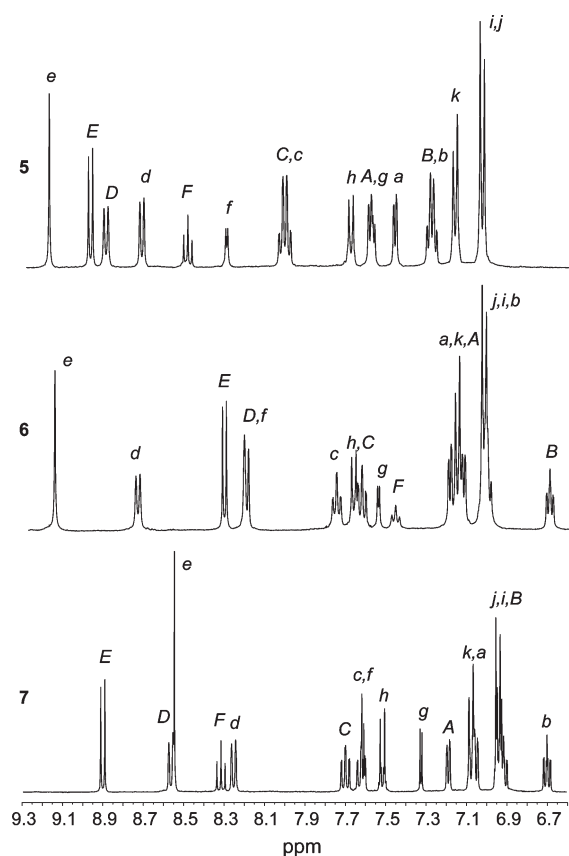 i,j
e
k
E
C,c
5
D
d
F
h
A,g
a
B,b
f
j,i,b
e
a,k,A
E
D,f
6
c
h,C
d
g
F
B
e
j,i,B
E
c,f
k,a
7
D
F
d
C
h
g
A
b
9.3 9.1 8.9 8.7 8.5 8.3 8.1 7.9 7.7 7.5 7.3 7.1 6.9 6.7
ppm